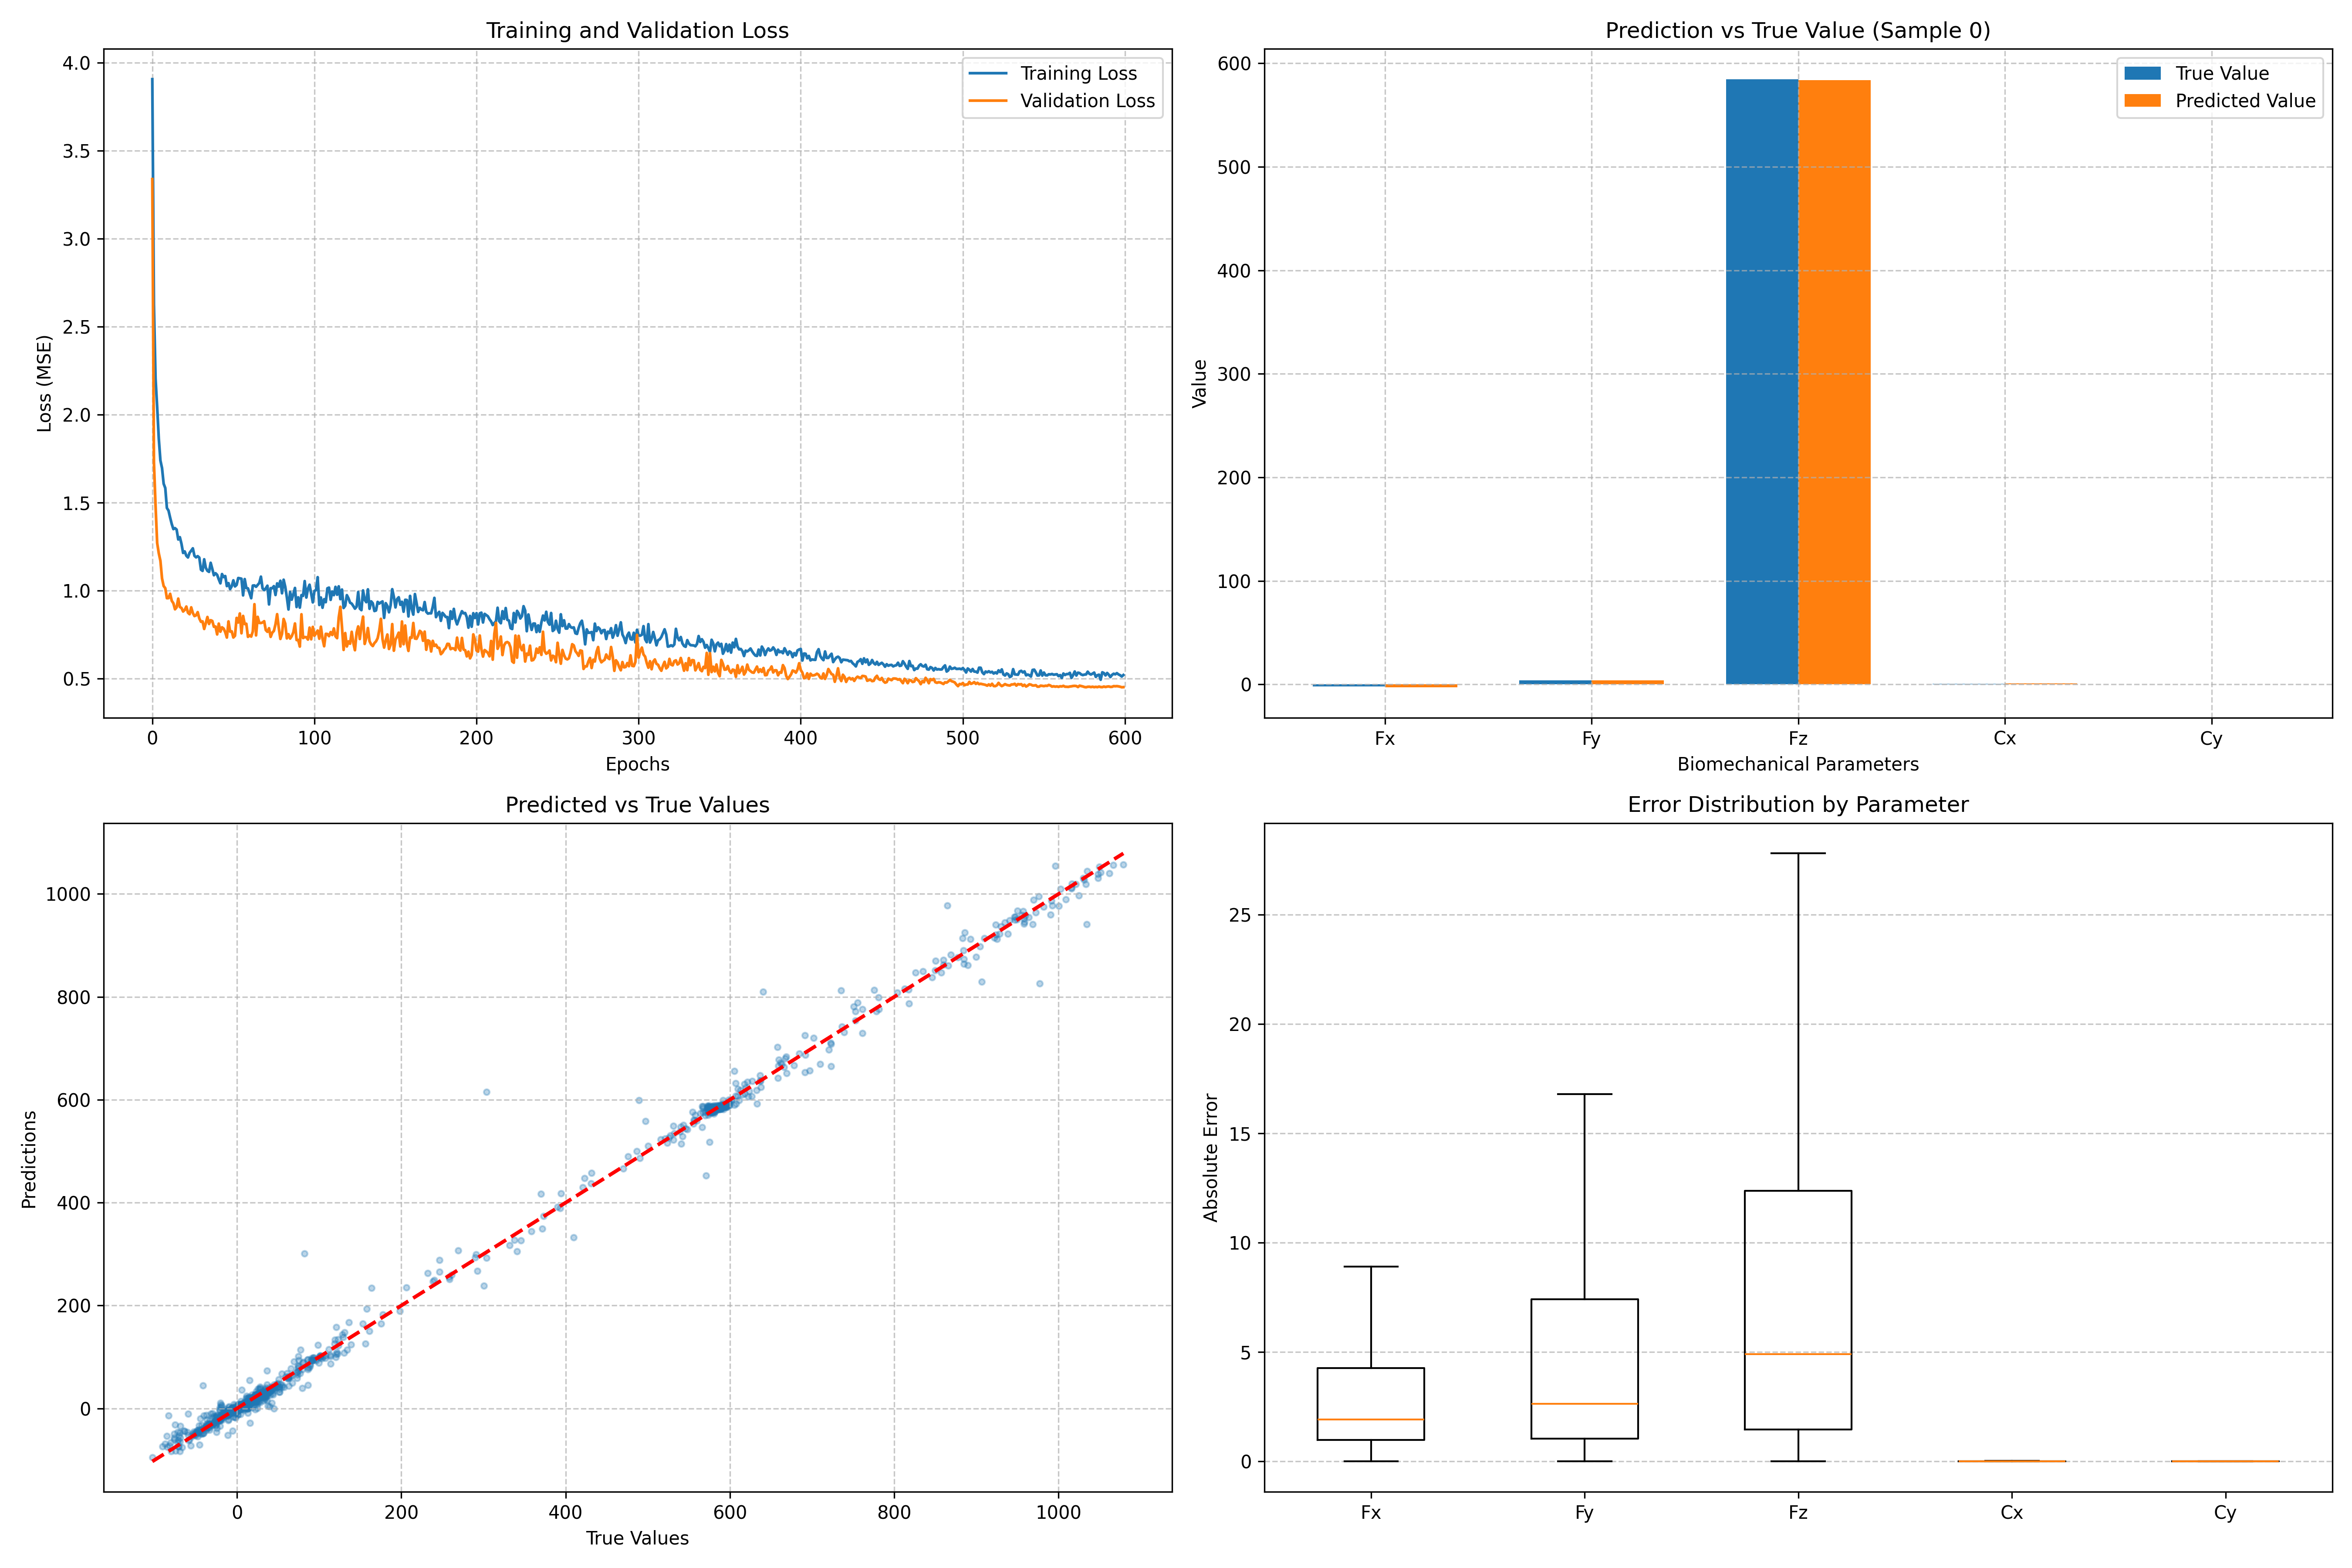 Training and Validation Loss
Loss (MSE)
4.0
3.5
3.0
2.5
2.0
1.5
1.0
0.5
Training Loss
Validation Loss
0 100 200 300 400 500 600
Epochs
Prediction vs True Value (Sample 0)
Value
600
500
400
300
200
100
0
True Value
Predicted Value
Fx Fy Fz Cx Cy
Biomechanical Parameters
Predicted vs True Values
Predictions
1000
800
600
400
200
0
0 200 400 600 800 1000
True Values
Error Distribution by Parameter
Absolute Error
25
20
15
10
5
0
Fx Fy Fz Cx Cy